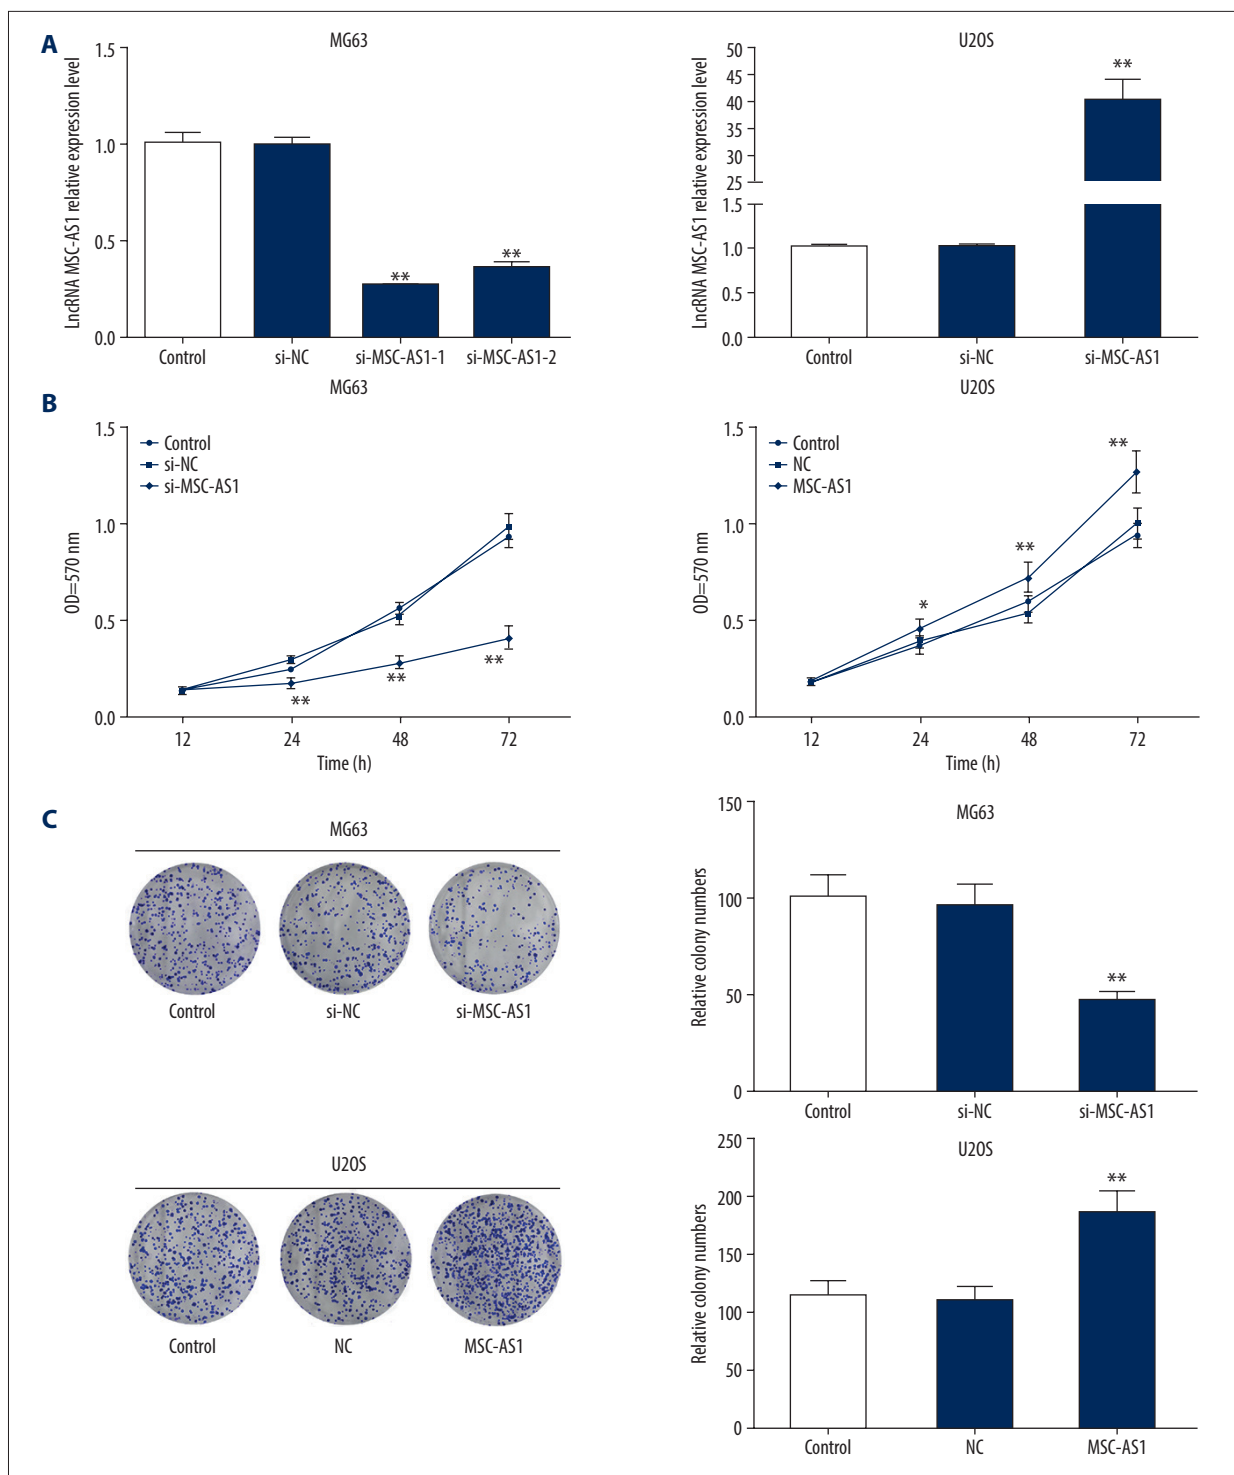 A
MG63
LncRNA MSC-AS1 relative expression level
1.5
1.0
0.5
0.0
Control
si-NC
si-MSC-AS1-1
si-MSC-AS1-2
**
**
U2OS
LncRNA MSC-AS1 relative expression level
50
45
40
35
30
25
1.5
1.0
0.5
0.0
**
Control
si-NC
si-MSC-AS1
B
MG63
OD=570 nm
1.5
1.0
0.5
0.0
Control
si-NC
si-MSC-AS1
**
**
**
12
24
48
72
Time (h)
U2OS
OD=570 nm
1.5
1.0
0.5
0.0
Control
NC
MSC-AS1
*
**
**
12
24
48
72
Time (h)
C
MG63
Control
si-NC
si-MSC-AS1
MG63
Relative colony numbers
150
100
50
0
**
Control
si-NC
si-MSC-AS1
U2OS
Control
NC
MSC-AS1
U2OS
Relative colony numbers
250
200
150
100
50
0
**
Control
NC
MSC-AS1